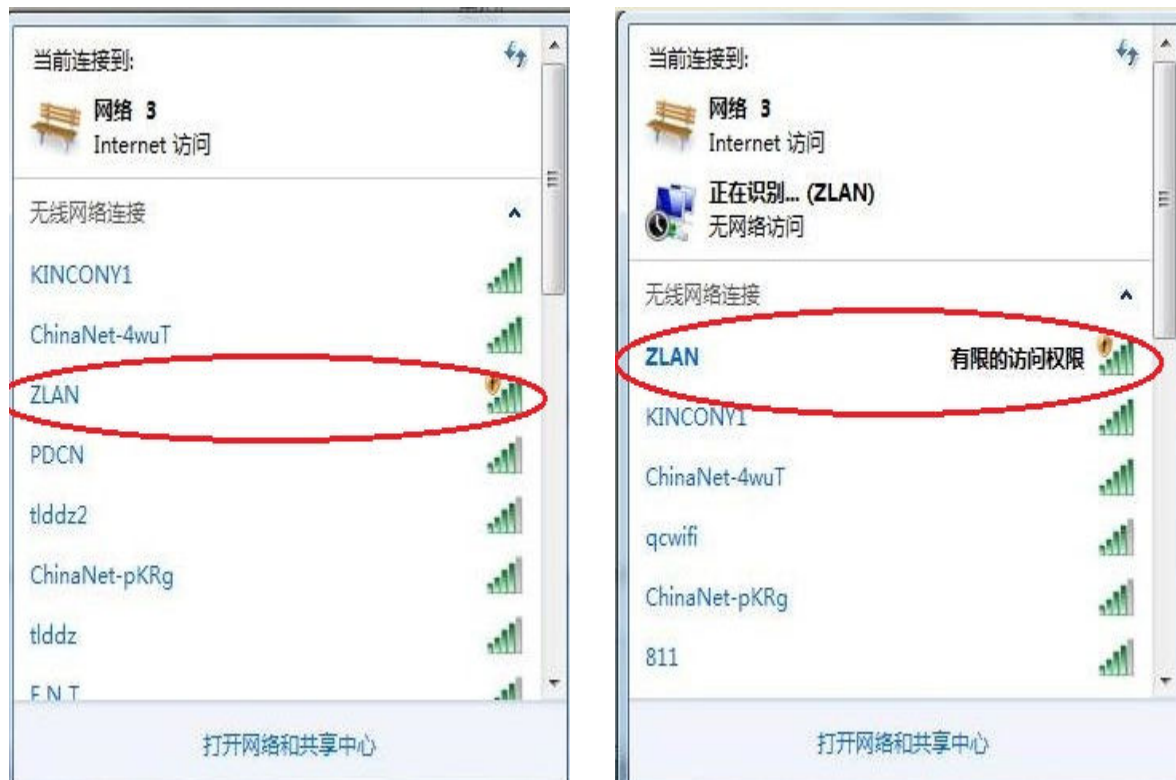 当前连接到:
网络 3
Internet 访问
无线网络连接
KINCONY1
ChinaNet-4wuT
ZLAN
PDCN
tlddz2
ChinaNet-pKRg
tlddz
F N T
打开网络和共享中心
当前连接到:
网络 3
Internet 访问
正在识别... (ZLAN)
无网络访问
无线网络连接
ZLAN 有限的访问权限
KINCONY1
ChinaNet-4wuT
qcwifi
ChinaNet-pKRg
811
打开网络和共享中心